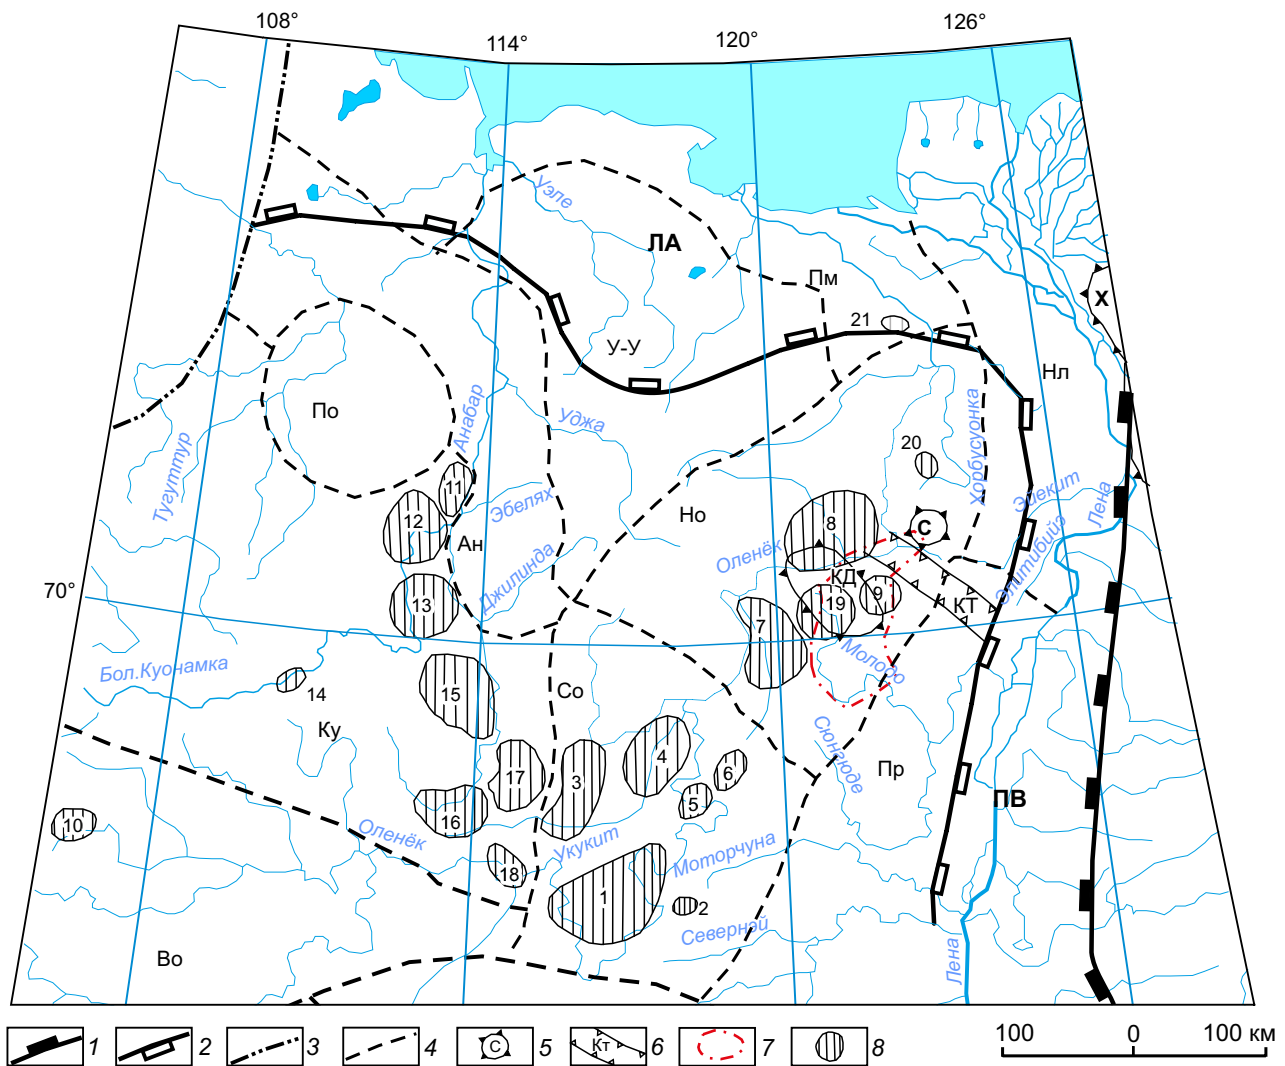 108°
114°
120°
126°
Уэле
ЛА
Пм
Х
21
У-У
Нл
По
Анабар
Уджа
Хорбусуонка
20
Тугуттур
11
Эбелях
12
Но
8
С
Эйекит
Лена
Ан
Оленёк
Элитибийэ
70°
Джилинда
КД
9
КТ
13
19
7
Молодо
Бол.Куонамка
14
15
Со
Ку
4
Сюнгюде
17
3
6
Пр
5
ПВ
10
16
Оленёк
Укукит
Моторчуна
18
1
2
Севернэй
Во
Лена
1
2
3
4
С
5
Кт
6
7
8
100
0
100 км